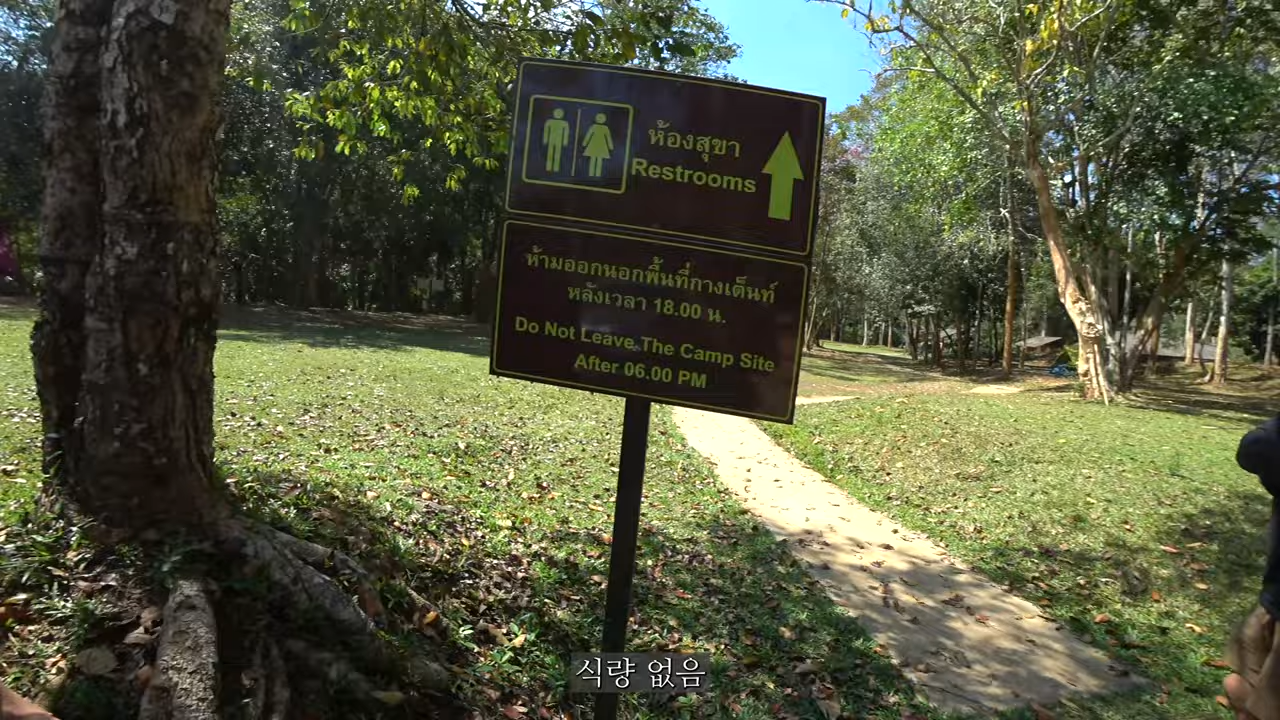 ห้องสุขา
Restrooms
ห้ามออกนอกพื้นที่กางเต็นท์
หลังเวลา 18.00 น.
Do Not Leave The Camp Site
After 06.00 PM
식량 없음